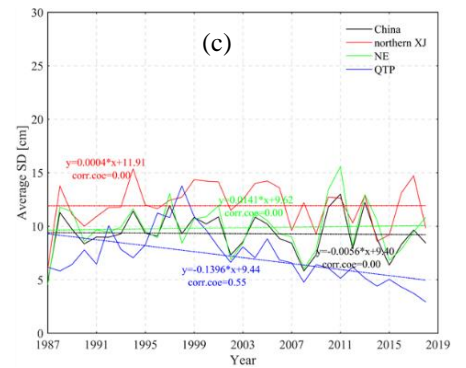 (c)
China
northern XJ
NE
QTP
30
25
20
15
10
5
0
Average SD [cm]
y=0.0004*x+11.91
corr.coe=0.00
y=0.0141*x+9.62
corr.coe=0.00
y=-0.0056*x+9.40
corr.coe=0.00
y=-0.1396*x+9.44
corr.coe=0.55
1987 1991 1995 1999 2003 2007 2011 2015 2019
Year